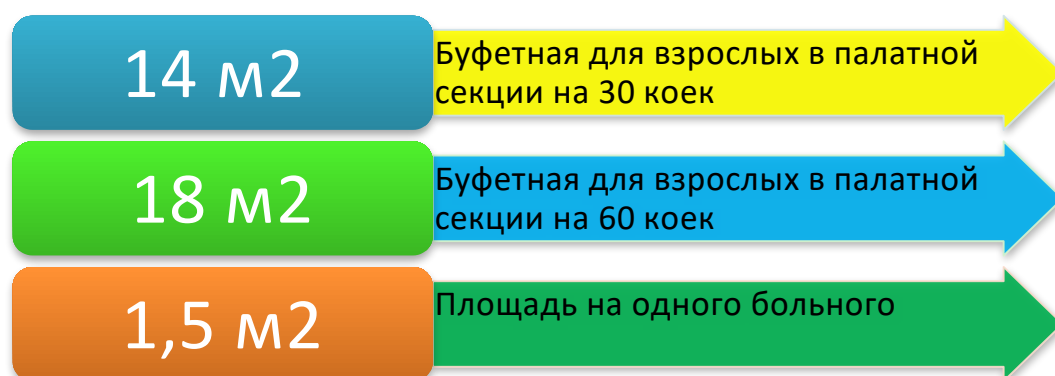 14 м2
Буфетная для взрослых в палатной
секции на 30 коек
18 м2
Буфетная для взрослых в палатной
секции на 60 коек
1,5 м2
Площадь на одного больного